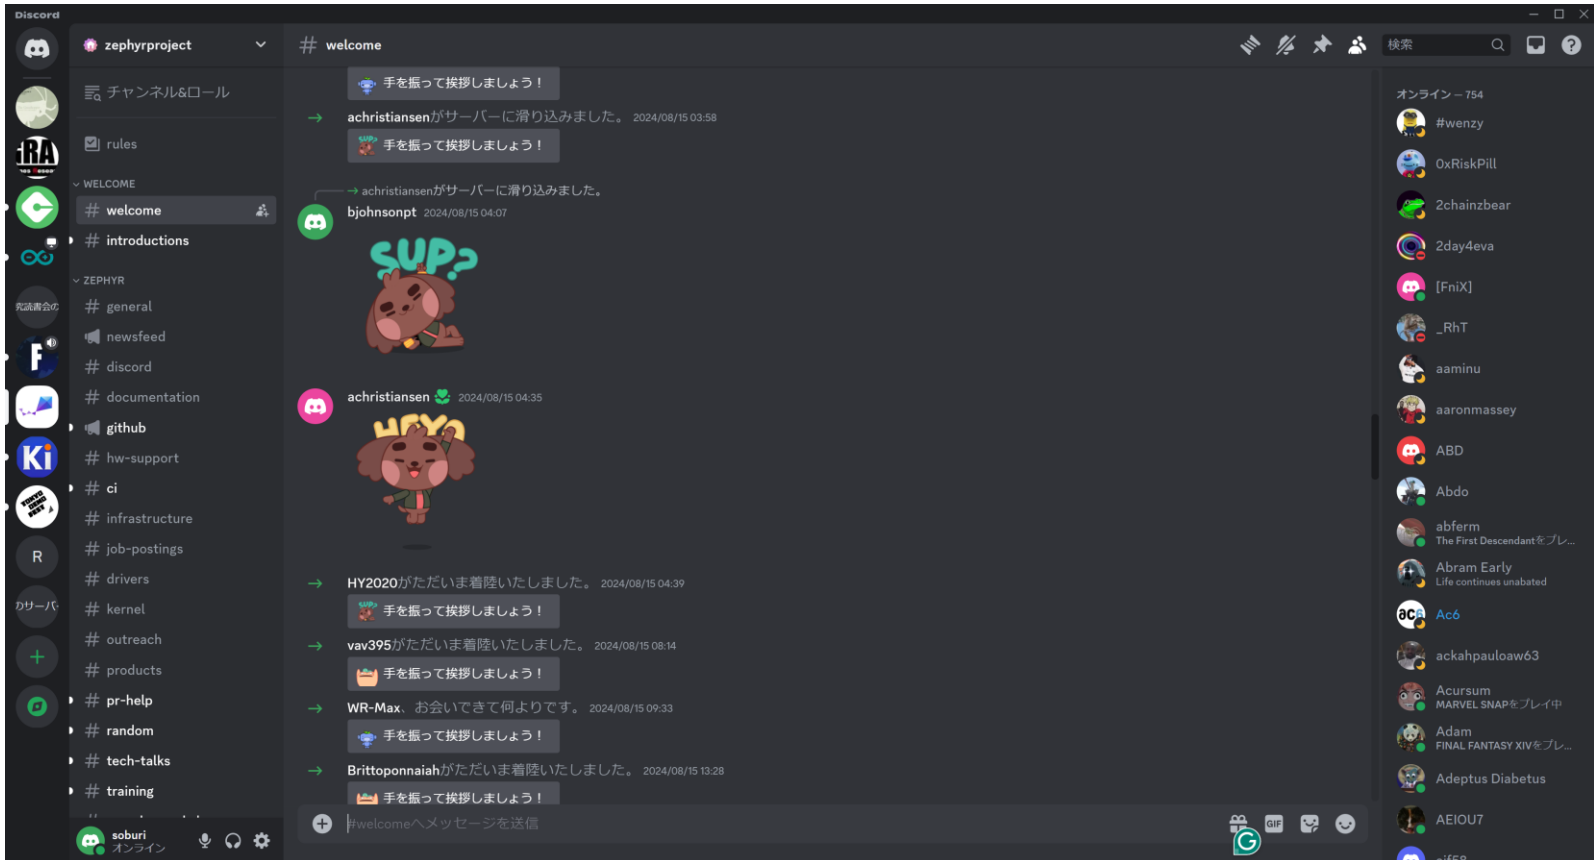 Discord
zephyrproject
チャンネル&ロール
rules
WELCOME
welcome
introductions
ZEPHYR
general
newsfeed
discord
documentation
github
hw-support
ci
infrastructure
job-postings
drivers
kernel
outreach
products
pr-help
random
tech-talks
training
soburi
オンライン
Ki
TOKYO DEMO FEST
R
のサーバ
F
# welcome
検索
手を振って挨拶しましょう！
achristiansenがサーバーに滑り込みました。 2024/08/15 03:58
手を振って挨拶しましょう！
achristiansenがサーバーに滑り込みました。
bjohnsonpt 2024/08/15 04:07
SUP?
achristiansen 2024/08/15 04:35
HEYO
HY2020がただいま着陸いたしました。 2024/08/15 04:39
手を振って挨拶しましょう！
vav395がただいま着陸いたしました。 2024/08/15 08:14
手を振って挨拶しましょう！
WR-Max、お会いできて何よりです。 2024/08/15 09:33
手を振って挨拶しましょう！
Brittoponnaiahがただいま着陸いたしました。 2024/08/15 13:28
手を振って挨拶しましょう！
#welcomeへメッセージを送信
GIF
オンライン — 754
#wenzy
0xRiskPill
2chainzbear
2day4eva
[FniX]
_RhT
aaminu
aaronmassey
ABD
Abdo
abferm
The First Descendantをプレ...
Abram Early
Life continues unabated
Ac6
ackahpauloaw63
Acursum
MARVEL SNAPをプレイ中
Adam
FINAL FANTASY XIVをプレ...
Adeptus Diabetus
AEIOU7